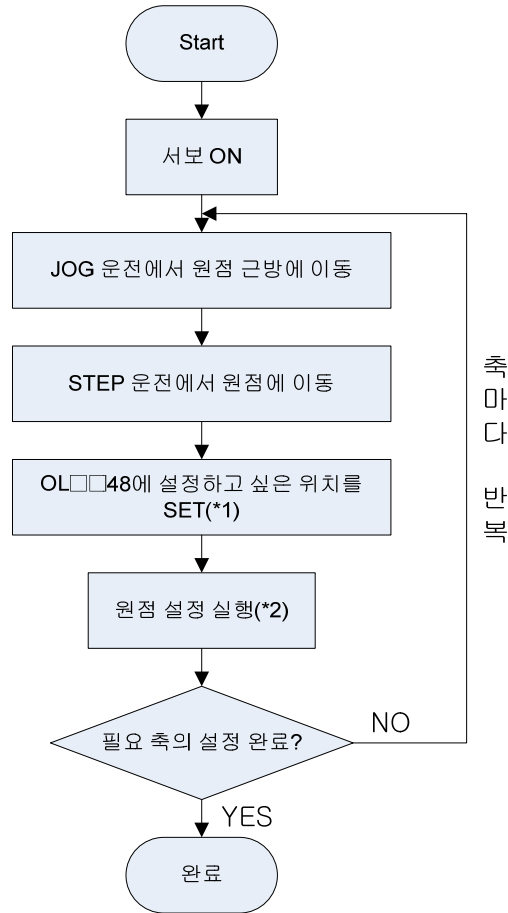 Start
서보 ON
JOG 운전에서 원점 근방에 이동
STEP 운전에서 원점에 이동
OL□□48에 설정하고 싶은 위치를
SET(*1)
원점 설정 실행(*2)
필요 축의 설정 완료?
NO
축마다 반복
YES
완료